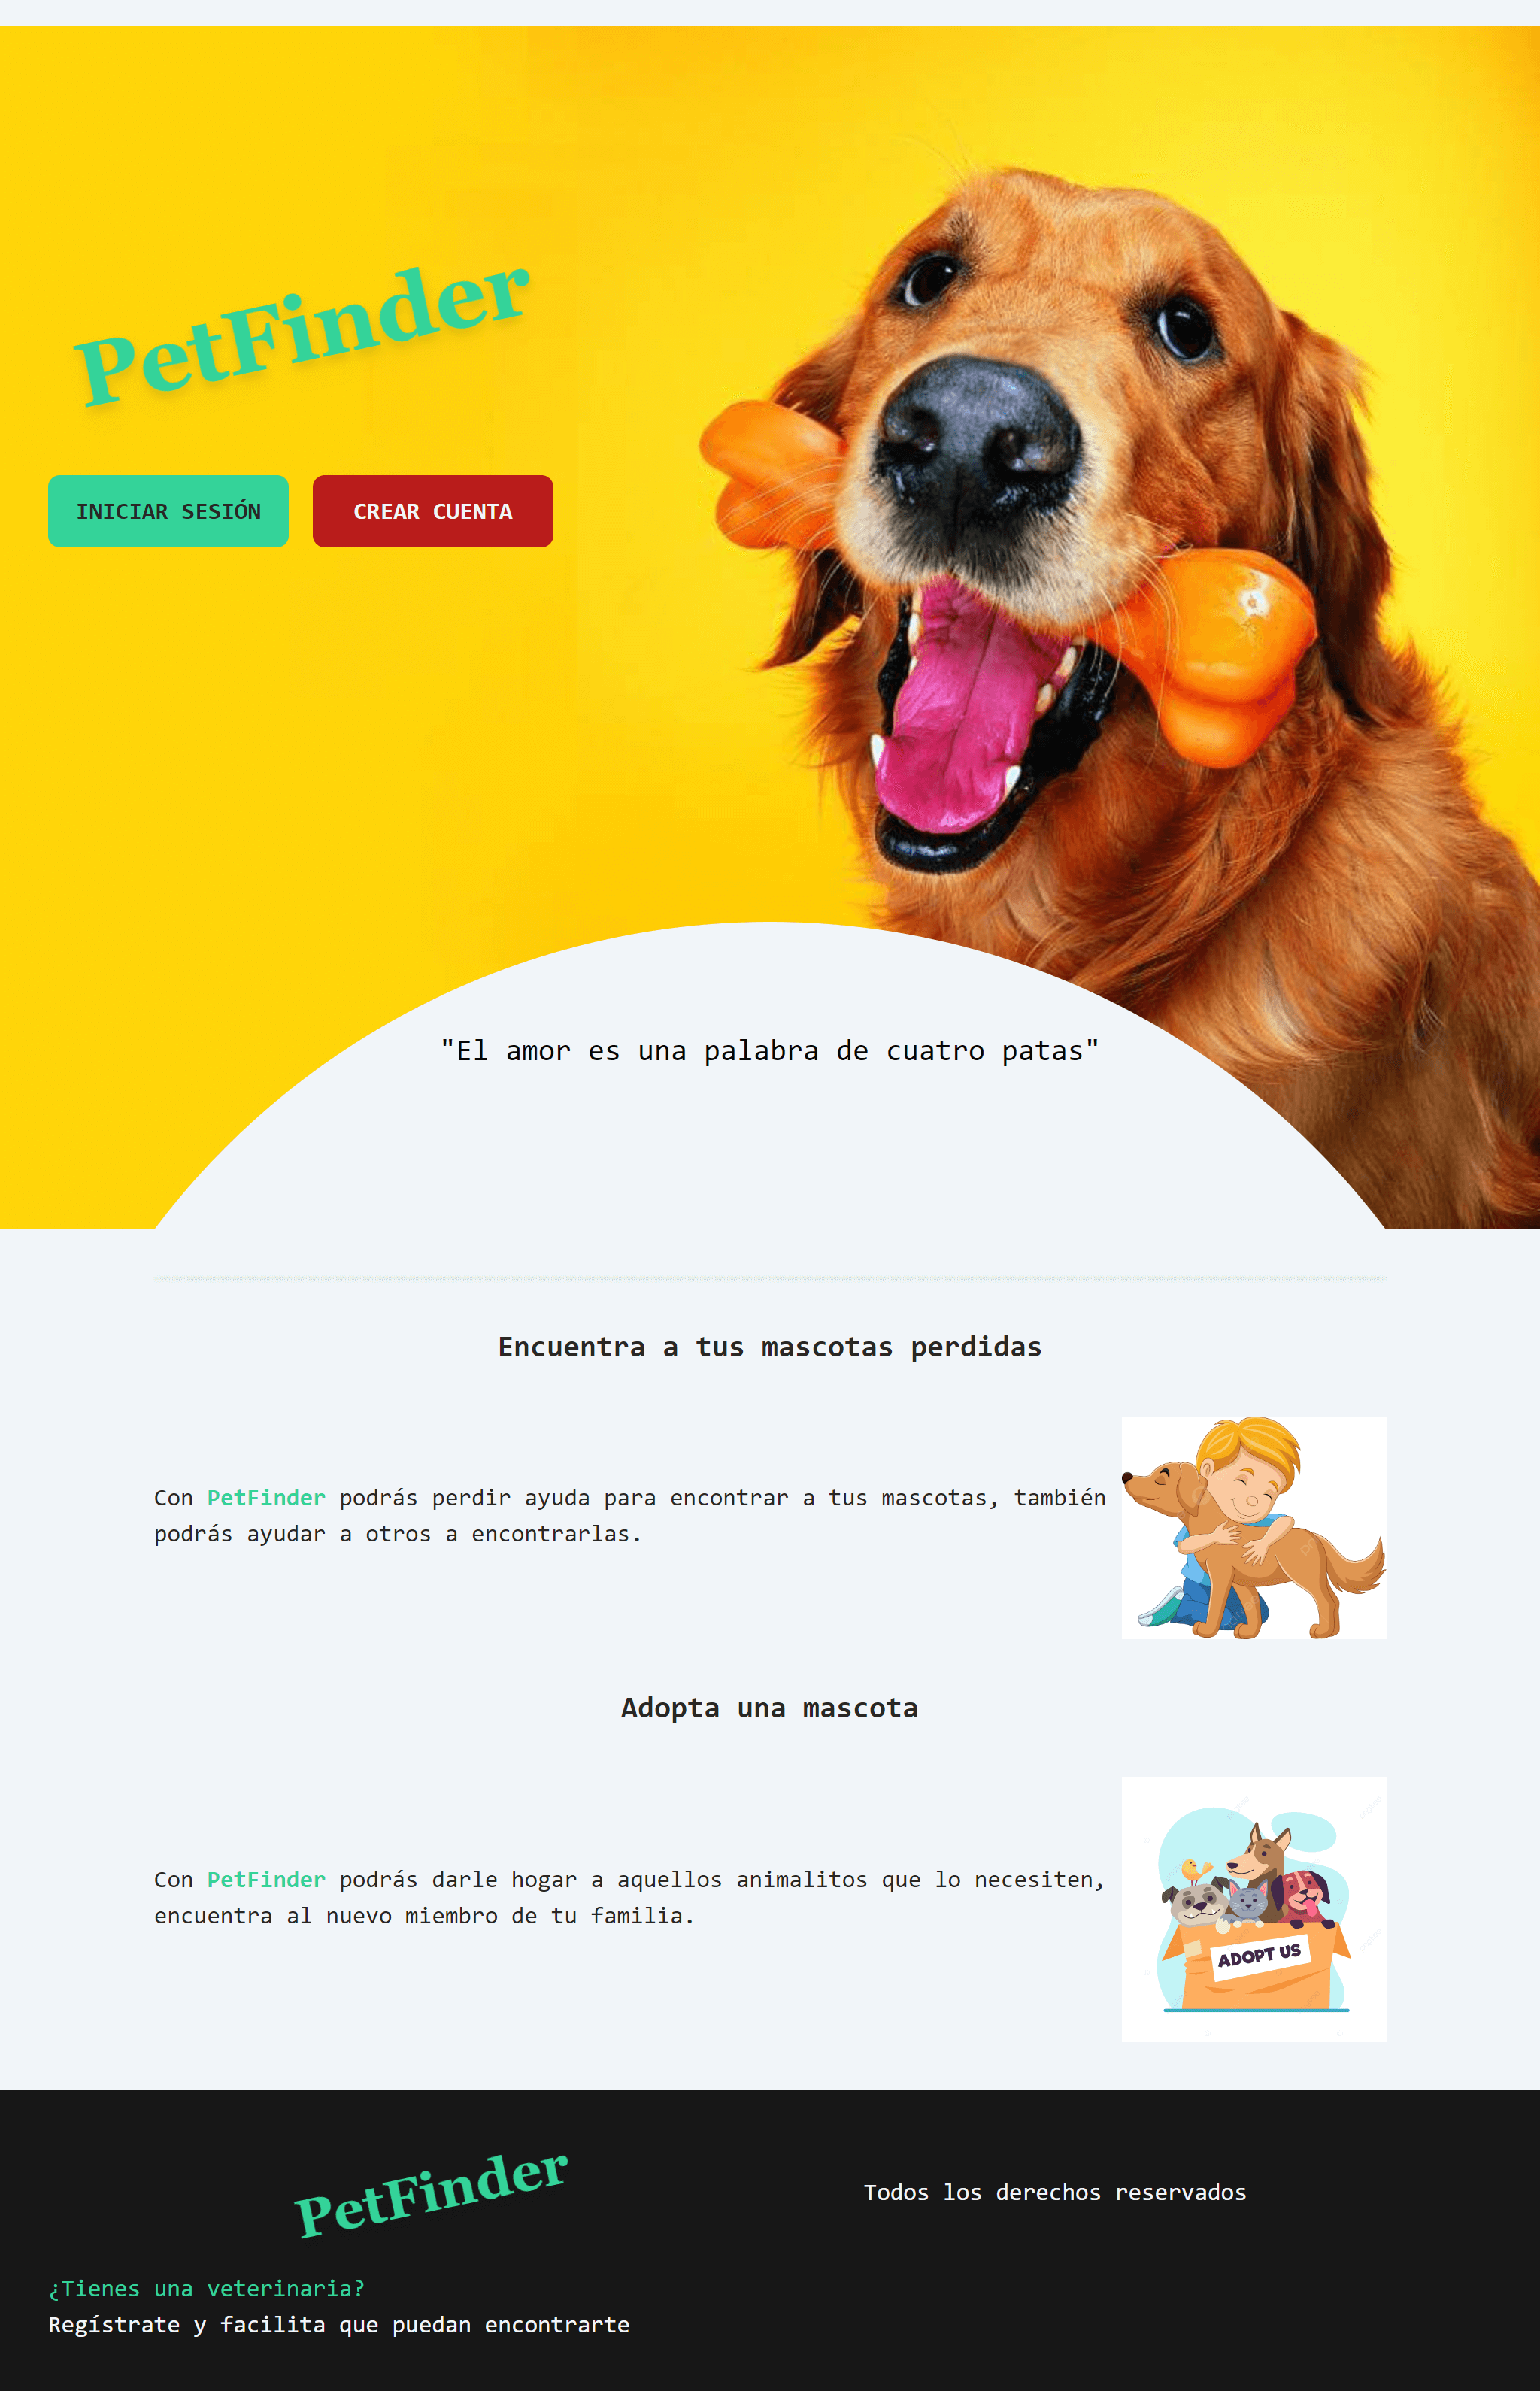 PetFinder
INICIAR SESIÓN
CREAR CUENTA
"El amor es una palabra de cuatro patas"
Encuentra a tus mascotas perdidas
Con PetFinder podrás perdir ayuda para encontrar a tus mascotas, también
podrás ayudar a otros a encontrarlas.
Adopta una mascota
Con PetFinder podrás darle hogar a aquellos animalitos que lo necesiten,
encuentra al nuevo miembro de tu familia.
ADOPT US
PetFinder
Todos los derechos reservados
¿Tienes una veterinaria?
Regístrate y facilita que puedan encontrarte